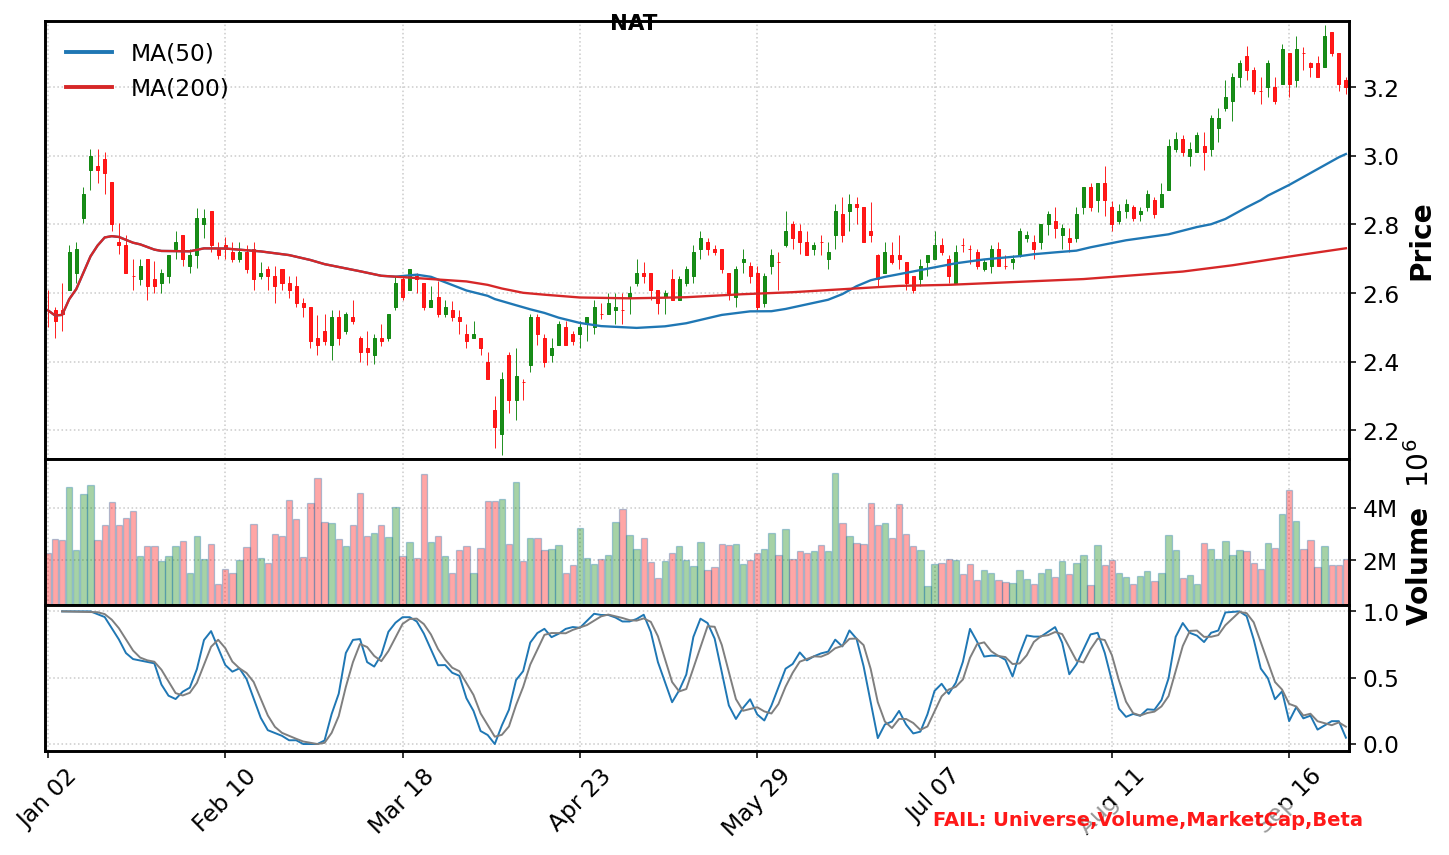 NAT
MA(50)
MA(200)
3.2
3.0
2.8
2.6
2.4
2.2
Price
10^6
4M
2M
Volume
1.0
0.5
0.0
Jan 02
Feb 10
Mar 18
Apr 23
May 29
Jul 07
Aug 11
Sep 16
FAIL: Universe,Volume,MarketCap,Beta